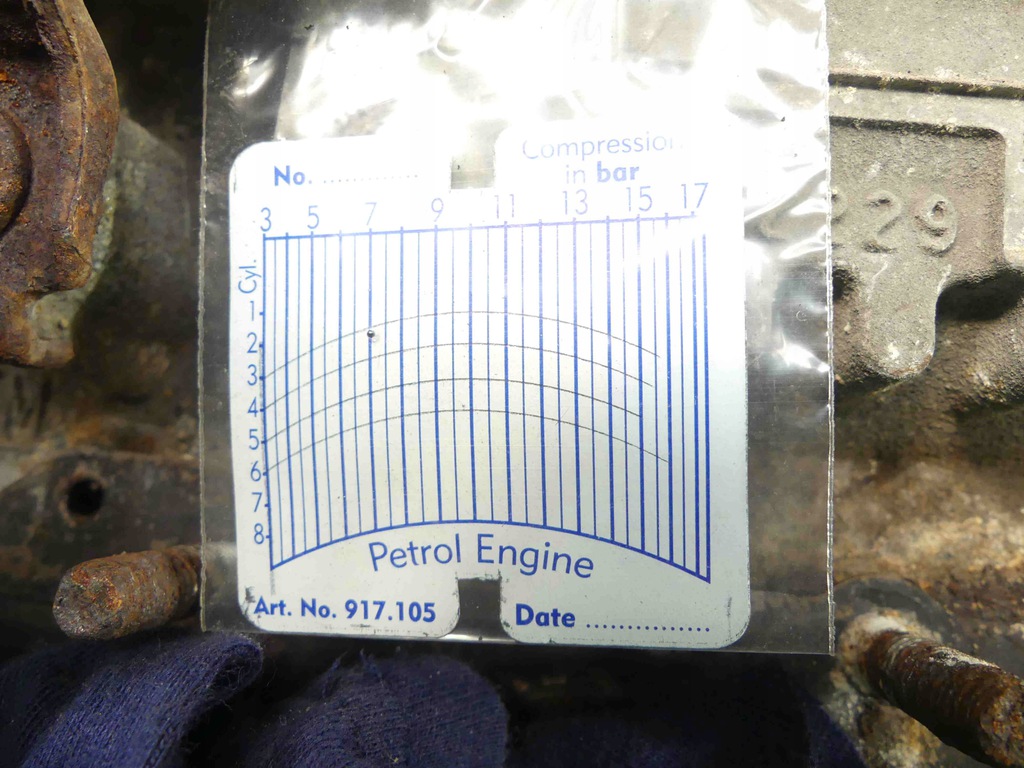 No. ..............
Compression
in bar
3 5 7 9 11 13 15 17
Cyl.
1
2
3
4
5
6
7
8
Petrol Engine
Art. No. 917.105
Date ...............
229